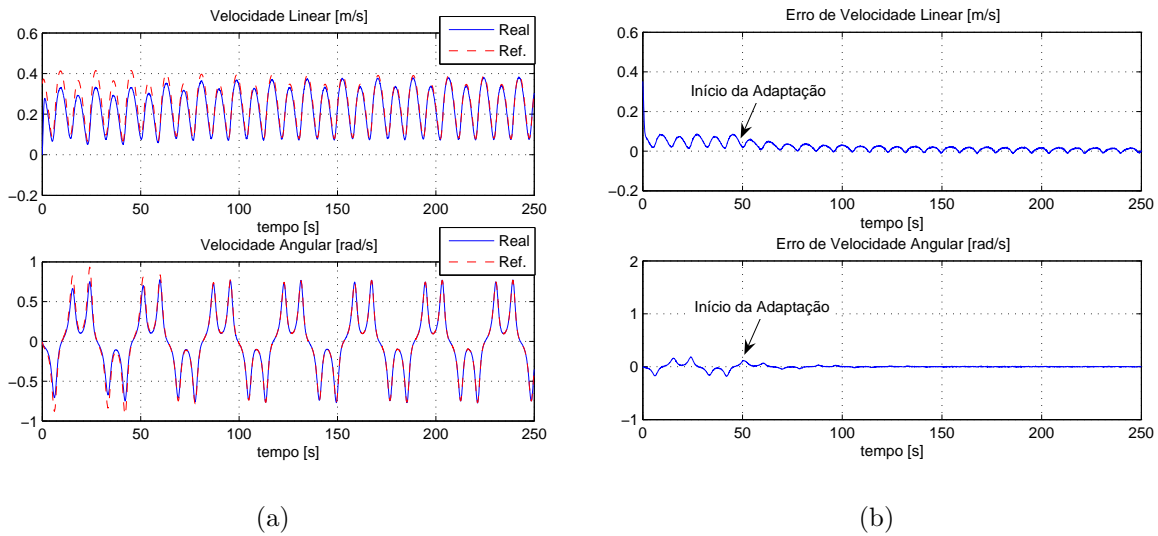 Velocidade Linear [m/s]
Real
Ref.
0.6
0.4
0.2
0
−0.2
0
50
100
150
200
250
tempo [s]
Velocidade Angular [rad/s]
Real
Ref.
1
0.5
0
−0.5
−1
0
50
100
150
200
250
tempo [s]
(a)
Erro de Velocidade Linear [m/s]
0.6
0.4
0.2
0
−0.2
Início da Adaptação
0
50
100
150
200
250
tempo [s]
Erro de Velocidade Angular [rad/s]
2
1
0
−1
Início da Adaptação
0
50
100
150
200
250
tempo [s]
(b)